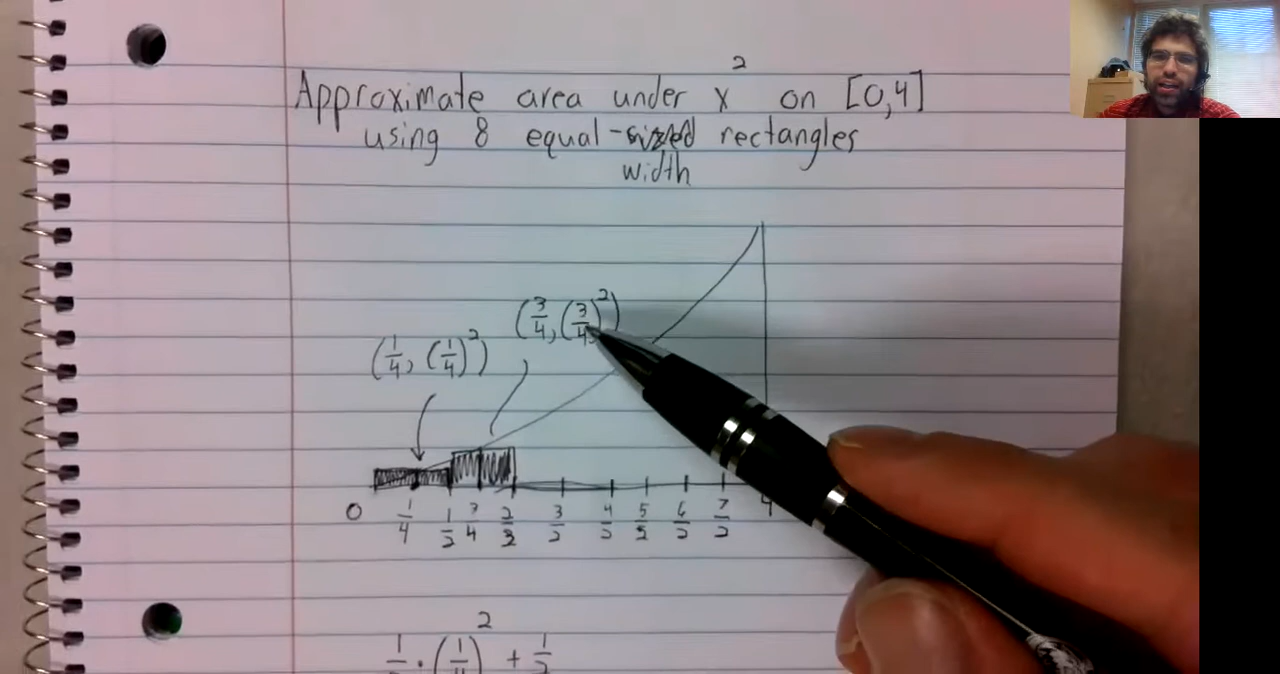 Approximate area under x² on [0,4]
using 8 equal-sized rectangles
width
(3/4, (3/4)²)
(1/4, (1/4)²)
0 1/4 1/2 3/4 2/2 3/2 4/2 5/2 6/2 7/2 4
1/2 · (1/4)² + 1/2